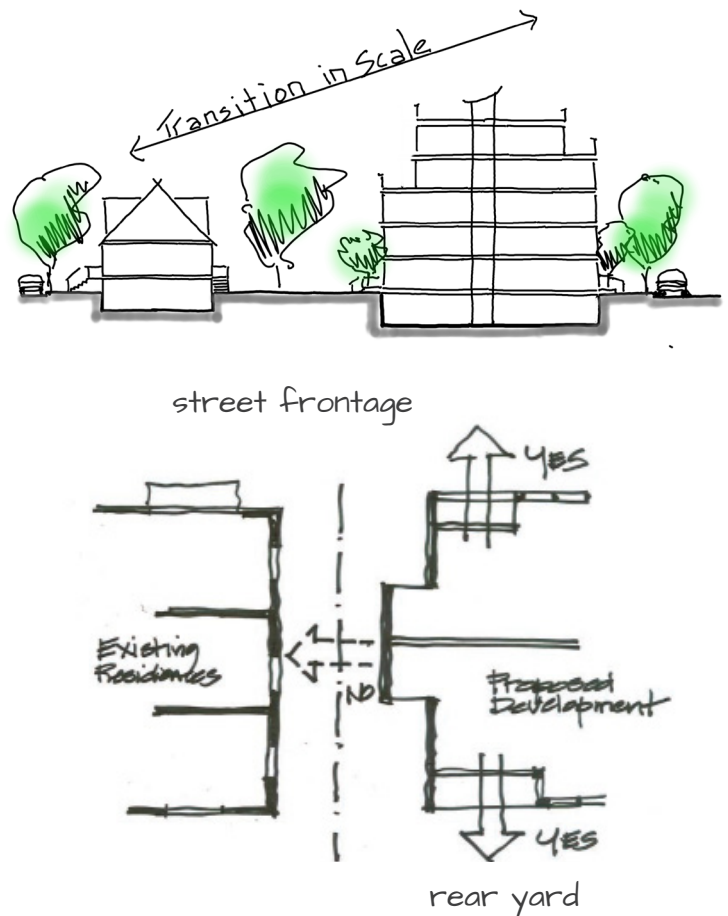 Transition in Scale
street frontage
YES
Existing
Residences
NO
Proposed
Development
YES
rear yard